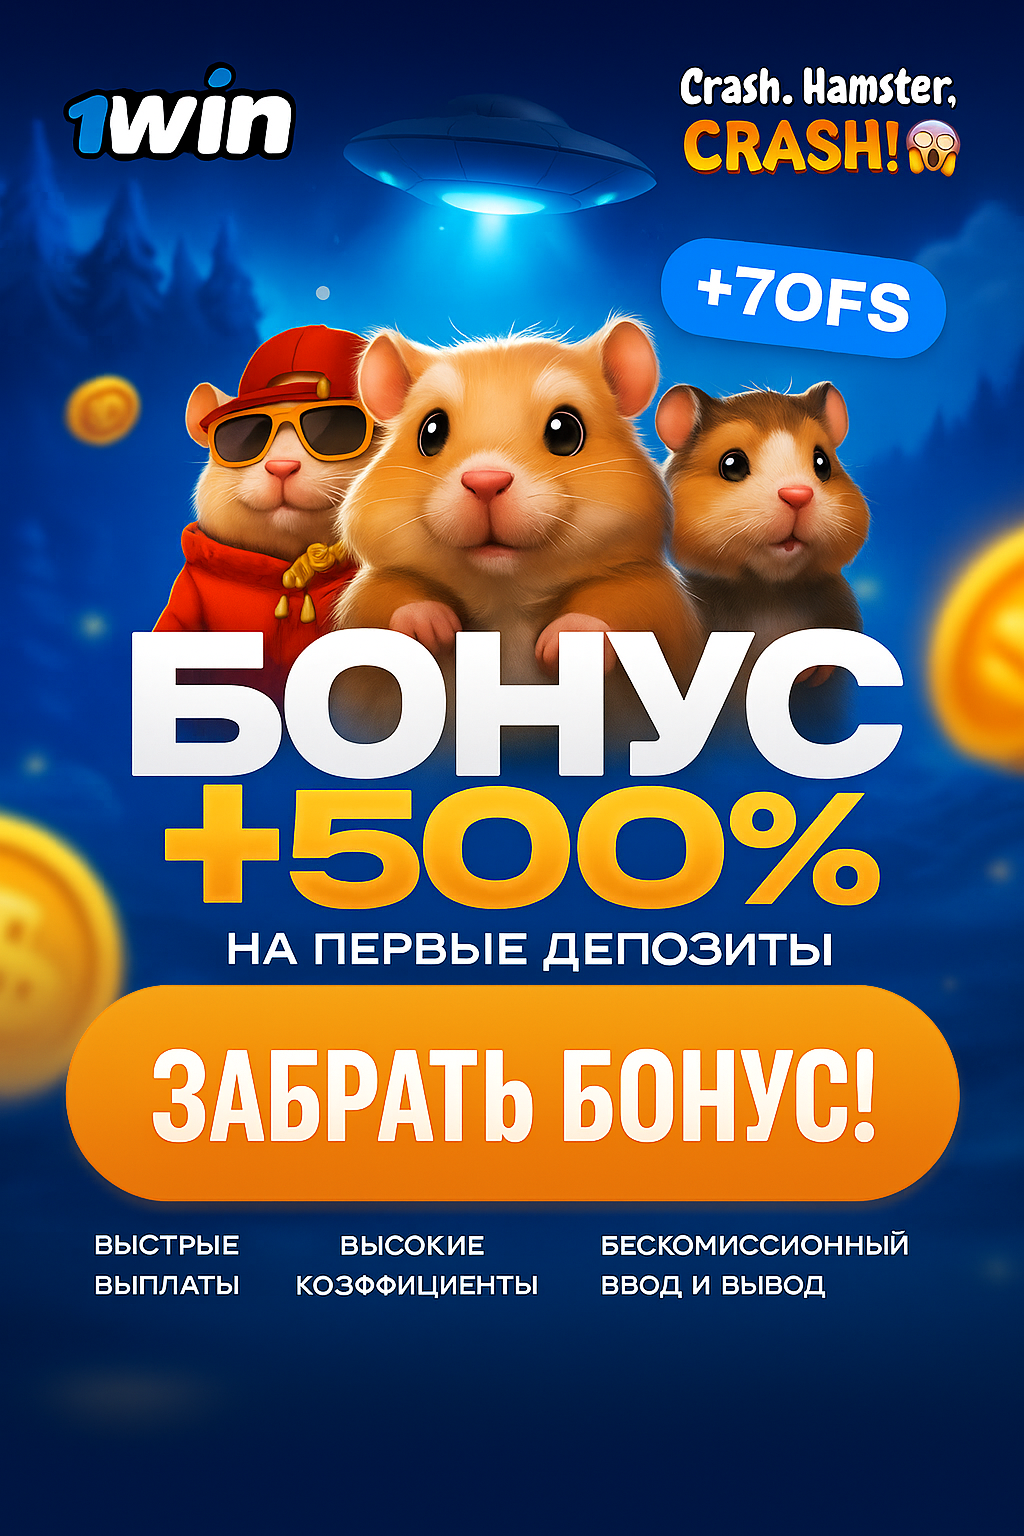 1win
Crash. Hamster,
CRASH!
+70FS
БОНУС
+500%
НА ПЕРВЫЕ ДЕПОЗИТЫ
ЗАБРАТЬ БОНУС!
ВЫСТРЫЕ
ВЫПЛАТЫ
ВЫСОКИЕ
КОЗФФИЦИЕНТЫ
БЕСКОМИССИОННЫЙ
ВВОД И ВЫВОД